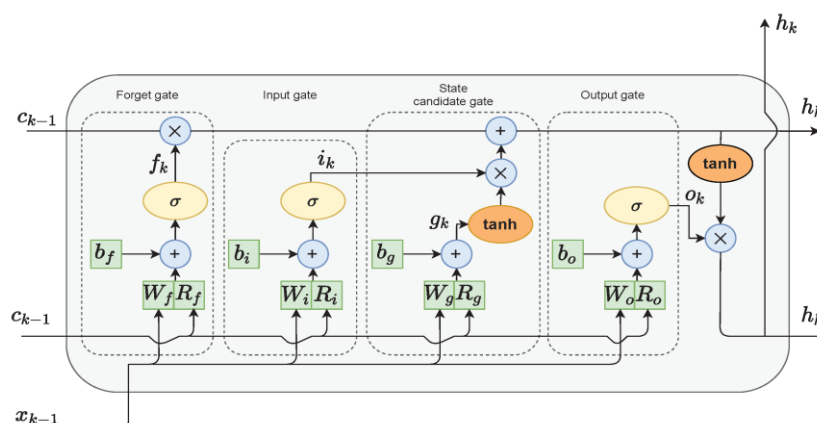 h_k
Forget gate
Input gate
State
candidate gate
Output gate
c_{k-1}
h_k
×
+
tanh
f_k
i_k
×
o_k
σ
σ
g_k
tanh
σ
×
b_f
+
b_i
+
b_g
+
b_o
+
W_f R_f
W_i R_i
W_g R_g
W_o R_o
c_{k-1}
h_k
x_{k-1}